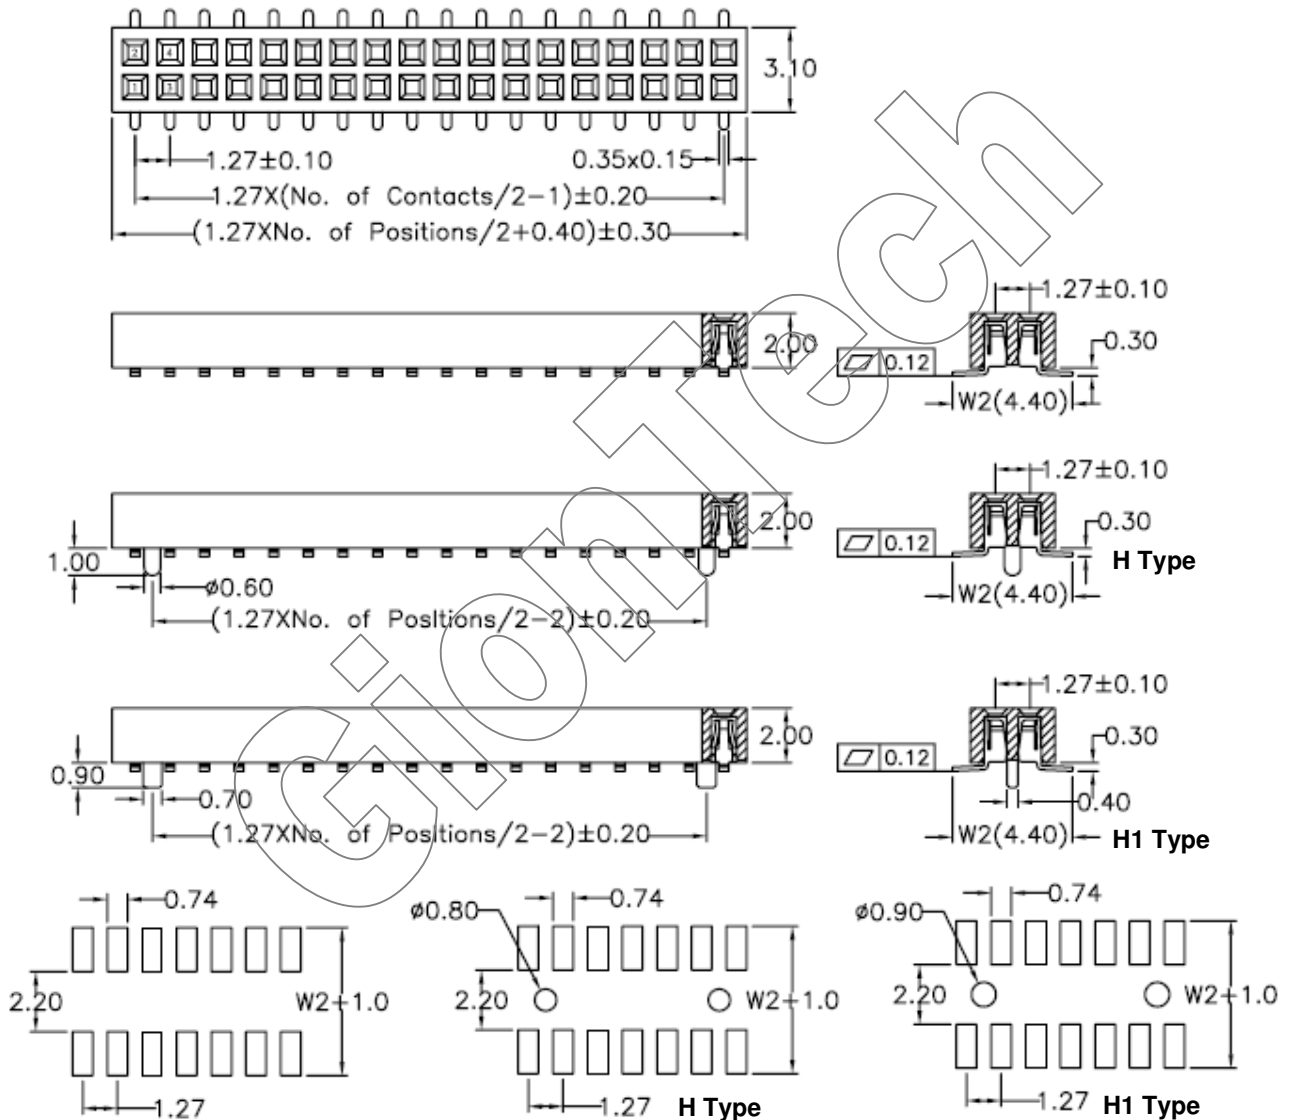 2 4
3.10
1 3
1.27±0.10
0.35x0.15
1.27X(No. of Contacts/2-1)±0.20
(1.27XNo. of Positions/2+0.40)±0.30
1.27±0.10
2.00
0.12
0.30
W2(4.40)
1.27±0.10
2.00
0.30
0.12
1.00
H Type
ø0.60
W2(4.40)
(1.27XNo. of Positions/2-2)±0.20
1.27±0.10
2.00
0.30
0.12
0.90
0.70
0.40
(1.27XNo. of Positions/2-2)±0.20
W2(4.40)
H1 Type
0.74
2.20
W2+1.0
1.27
0.74
ø0.80
2.20
W2+1.0
1.27
H Type
0.74
ø0.90
2.20
W2+1.0
1.27
H1 Type
GionTech